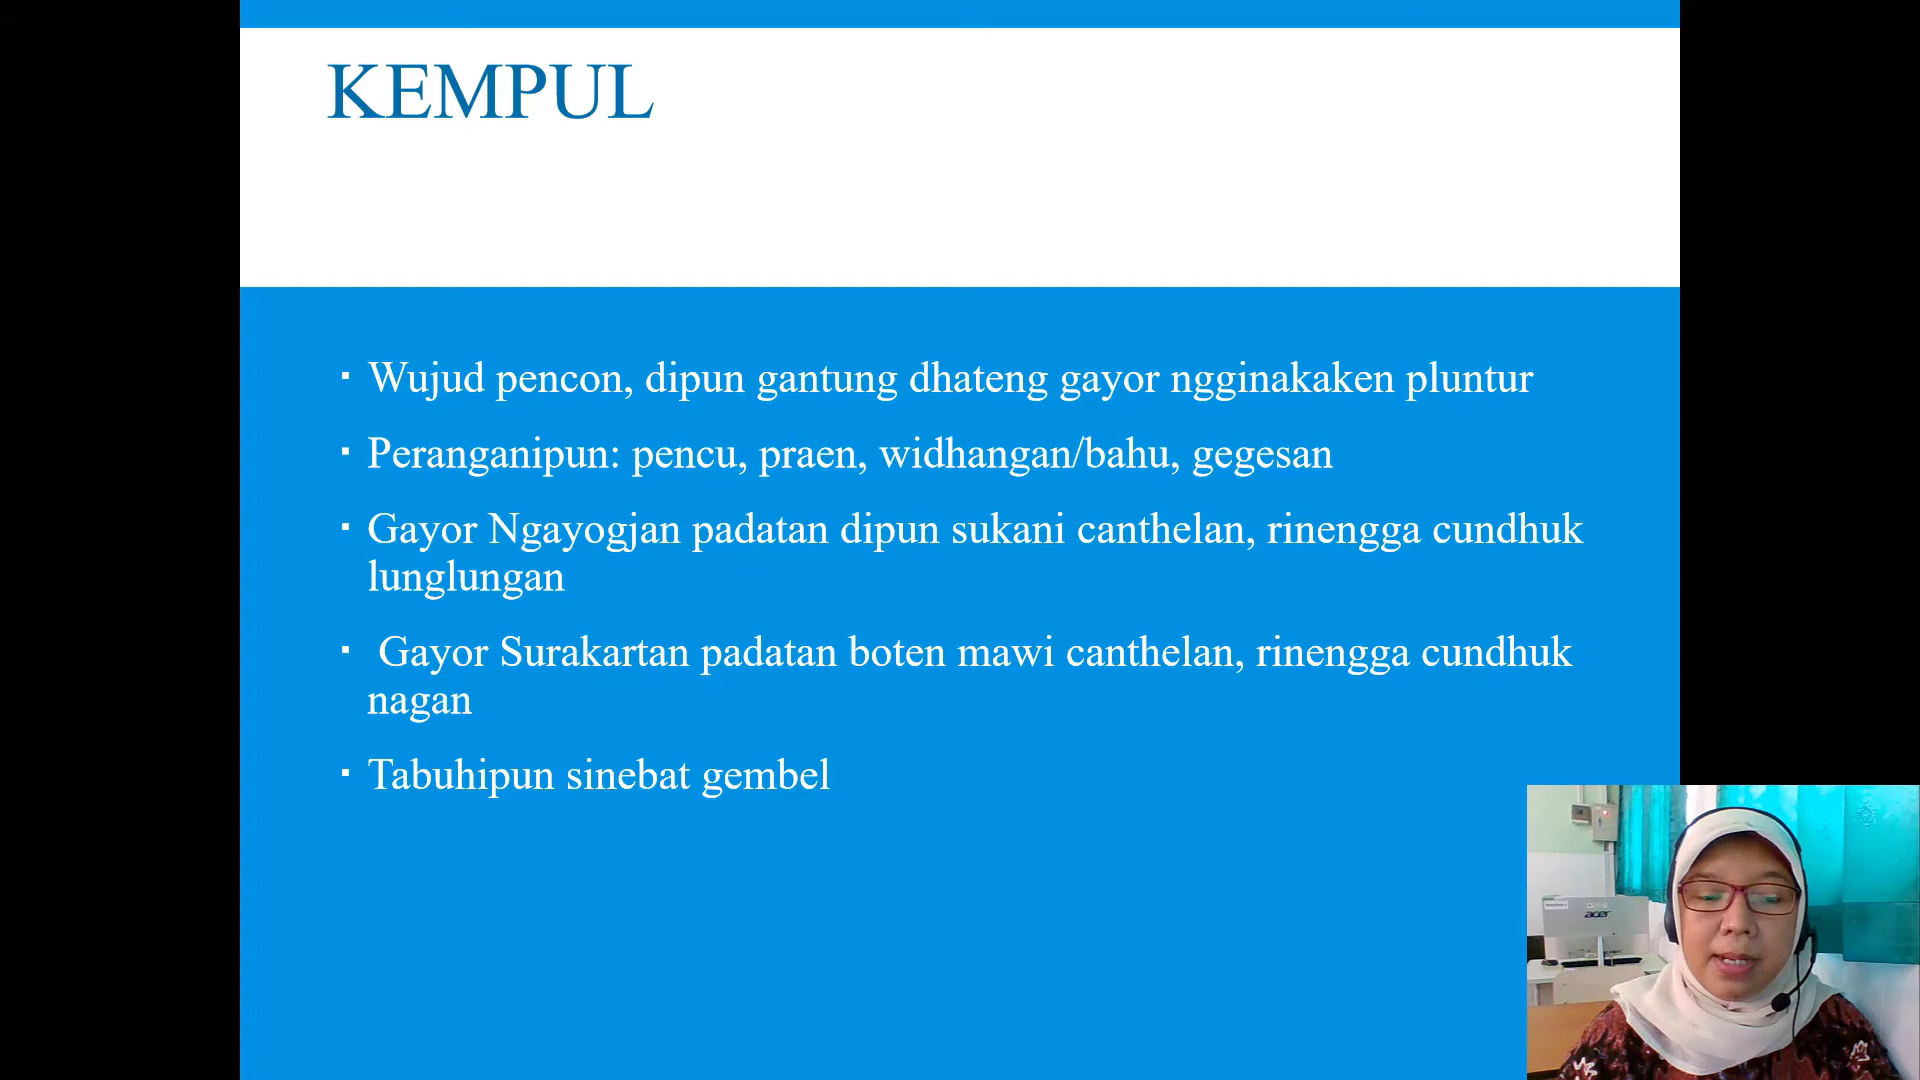 KEMPUL
▪ Wujud pencon, dipun gantung dhateng gayor ngginakaken pluntur
▪ Peranganipun: pencu, praen, widhangan/bahu, gegesan
▪ Gayor Ngayogjan padatan dipun sukani canthelan, rinengga cundhuk
lunglungan
▪ Gayor Surakartan padatan boten mawi canthelan, rinengga cundhuk
nagan
▪ Tabuhipun sinebat gembel
acer